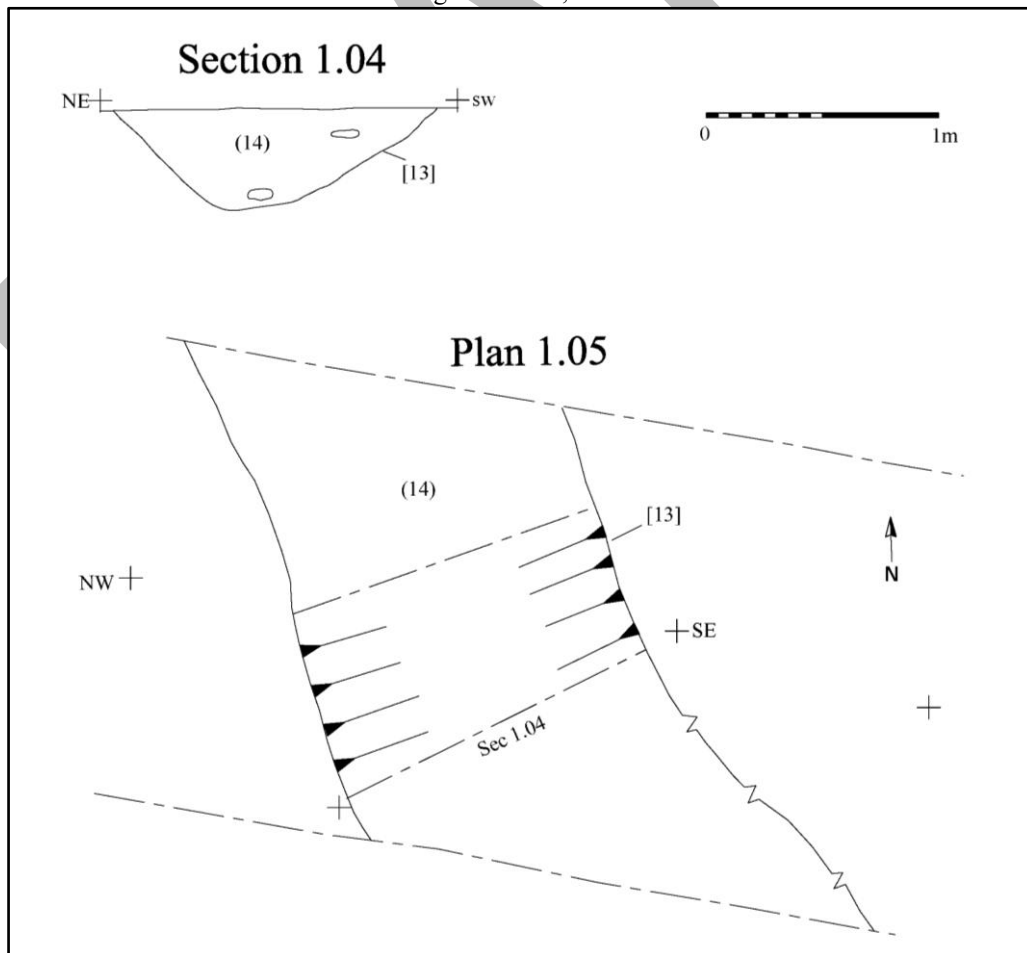 Section 1.04
NE
SW
(14)
[13]
0
1m
Plan 1.05
(14)
[13]
N
NW
SE
Sec 1.04